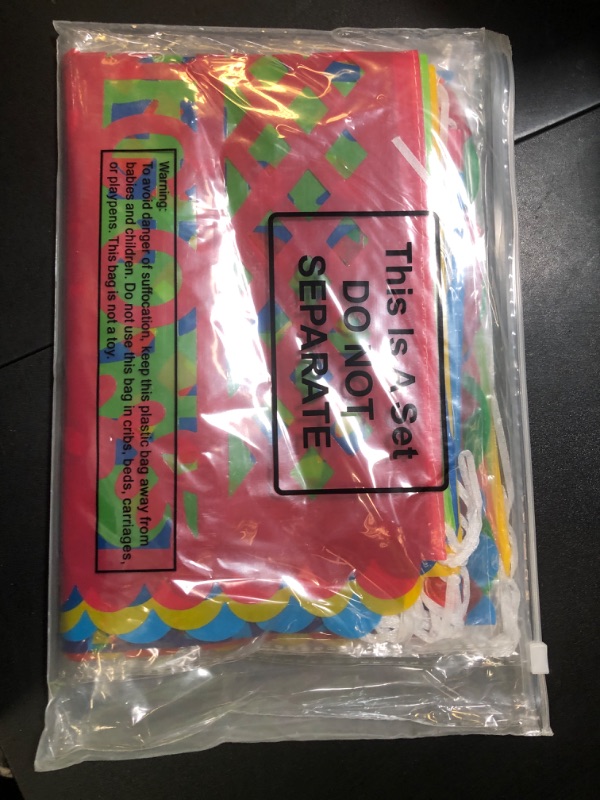 This Is A Set
DO NOT
SEPARATE
Warning:
To avoid danger of suffocation, keep this plastic bag away from
babies and children. Do not use this bag in cribs, beds, carriages,
or playpens. This bag is not a toy.